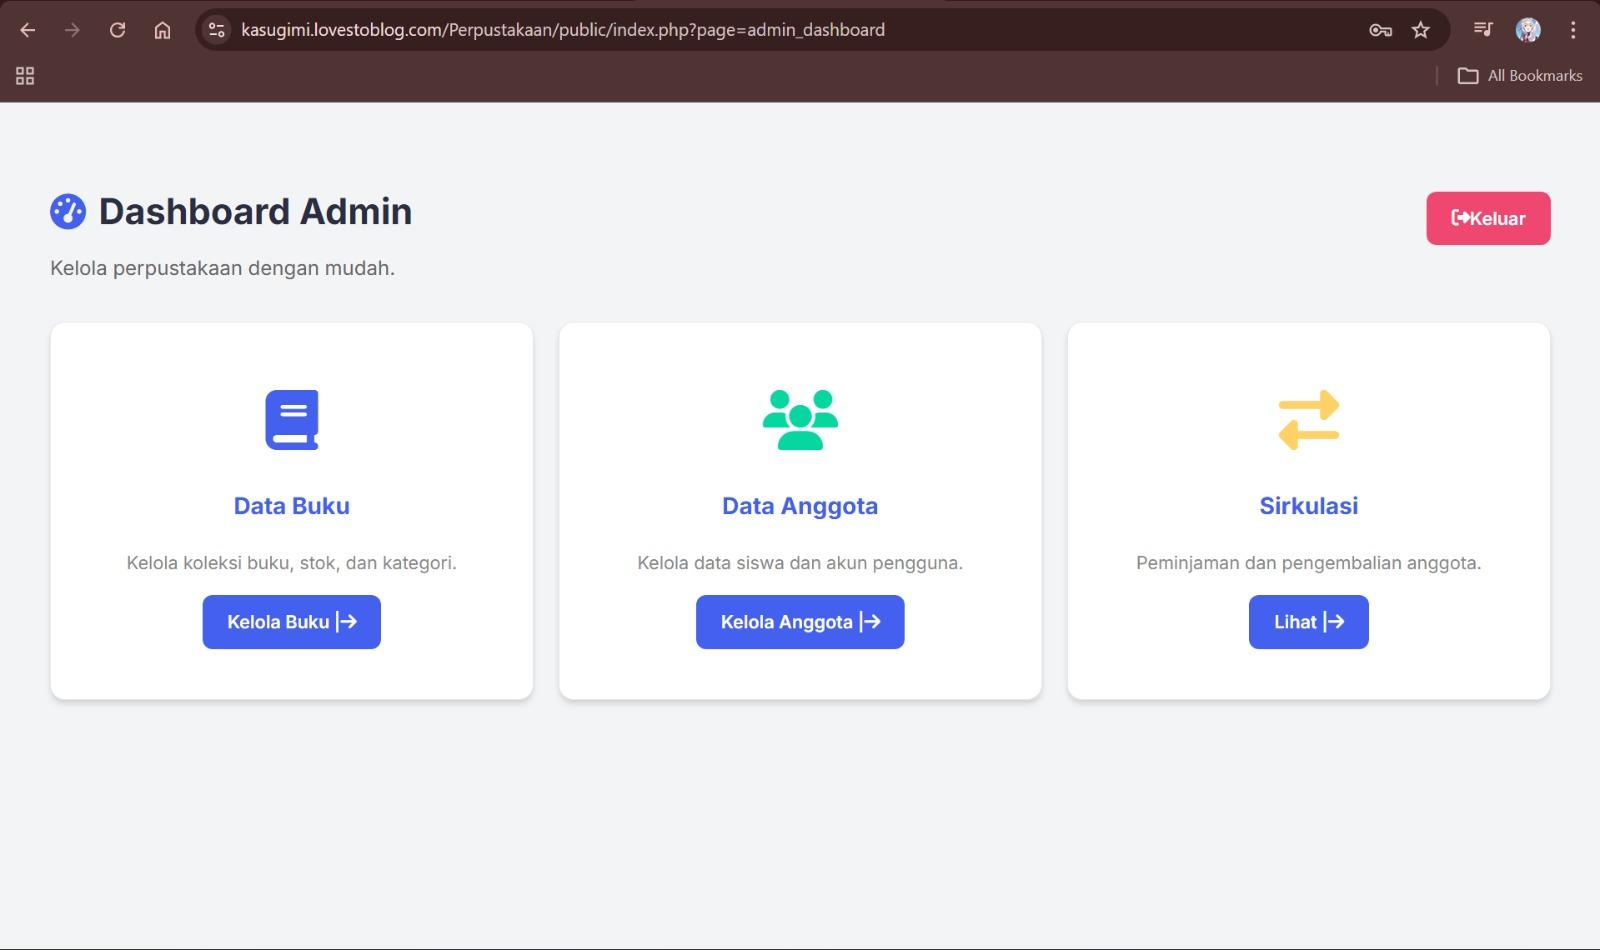 kasugimi.lovestoblog.com/Perpustakaan/public/index.php?page=admin_dashboard
All Bookmarks
Dashboard Admin
Keluar
Kelola perpustakaan dengan mudah.
Data Buku
Kelola koleksi buku, stok, dan kategori.
Kelola Buku
Data Anggota
Kelola data siswa dan akun pengguna.
Kelola Anggota
Sirkulasi
Peminjaman dan pengembalian anggota.
Lihat